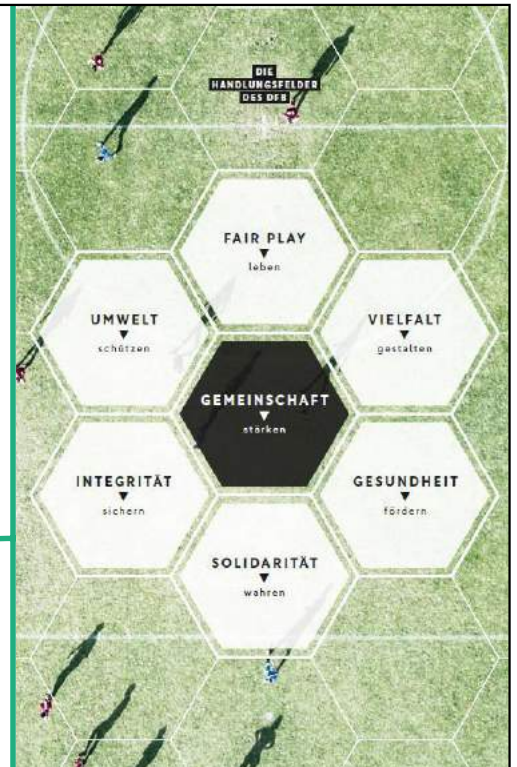 DIE
HANDLUNGSFELDER
DES DFB
FAIR PLAY
leben
UMWELT
schützen
VIELFALT
gestalten
GEMEINSCHAFT
stärken
INTEGRITÄT
sichern
GESUNDHEIT
fördern
SOLIDARITÄT
wahren